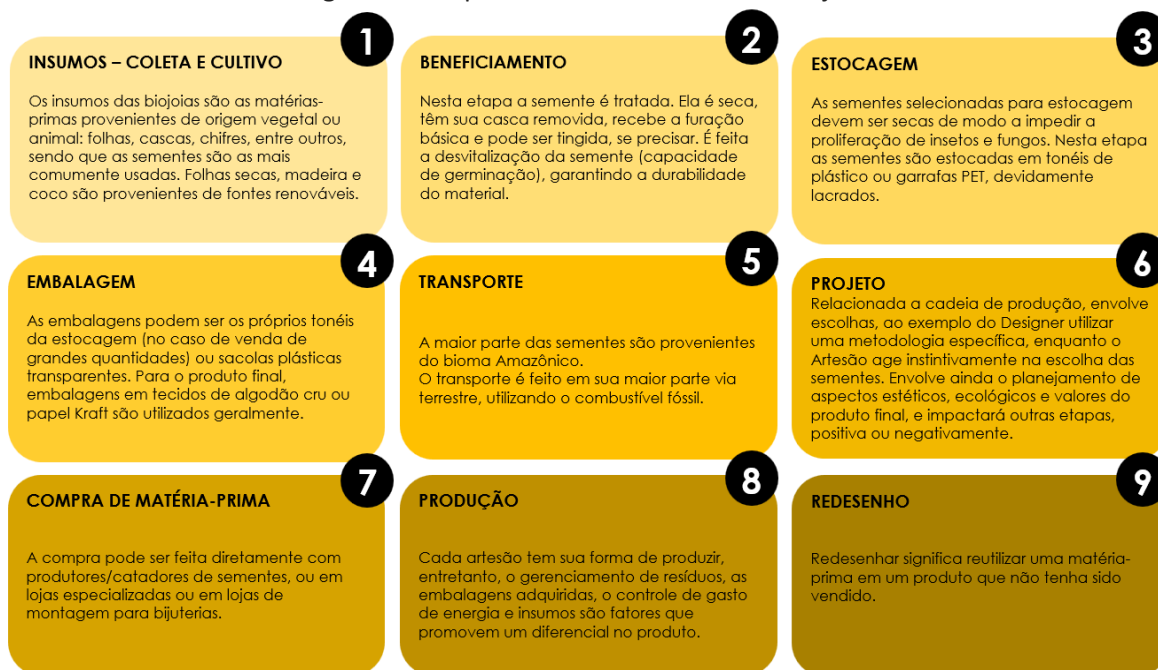 1
INSUMOS – COLETA E CULTIVO
Os insumos das biojoias são as matérias-
primas provenientes de origem vegetal ou
animal: folhas, cascas, chifres, entre outros,
sendo que as sementes são as mais
comumente usadas. Folhas secas, madeira e
coco são provenientes de fontes renováveis.
2
BENEFICIAMENTO
Nesta etapa a semente é tratada. Ela é seca,
têm sua casca removida, recebe a furação
básica e pode ser tingida, se precisar. É feita
a desvitalização da semente (capacidade
de germinação), garantindo a durabilidade
do material.
3
ESTOCAGEM
As sementes selecionadas para estocagem
devem ser secas de modo a impedir a
proliferação de insetos e fungos. Nesta etapa
as sementes são estocadas em tonéis de
plástico ou garrafas PET, devidamente
lacrados.
4
EMBALAGEM
As embalagens podem ser os próprios tonéis
da estocagem (no caso de venda de
grandes quantidades) ou sacolas plásticas
transparentes. Para o produto final,
embalagens em tecidos de algodão cru ou
papel Kraft são utilizados geralmente.
5
TRANSPORTE
A maior parte das sementes são provenientes
do bioma Amazônico.
O transporte é feito em sua maior parte via
terrestre, utilizando o combustível fóssil.
6
PROJETO
Relacionada a cadeia de produção, envolve
escolhas, ao exemplo do Designer utilizar
uma metodologia específica, enquanto o
Artesão age instintivamente na escolha das
sementes. Envolve ainda o planejamento de
aspectos estéticos, ecológicos e valores do
produto final, e impactará outras etapas,
positiva ou negativamente.
7
COMPRA DE MATÉRIA-PRIMA
A compra pode ser feita diretamente com
produtores/catadores de sementes, ou em
lojas especializadas ou em lojas de
montagem para bijuterias.
8
PRODUÇÃO
Cada artesão tem sua forma de produzir,
entretanto, o gerenciamento de resíduos, as
embalagens adquiridas, o controle de gasto
de energia e insumos são fatores que
promovem um diferencial no produto.
9
REDESENHO
Redesenhar significa reutilizar uma matéria-
prima em um produto que não tenha sido
vendido.